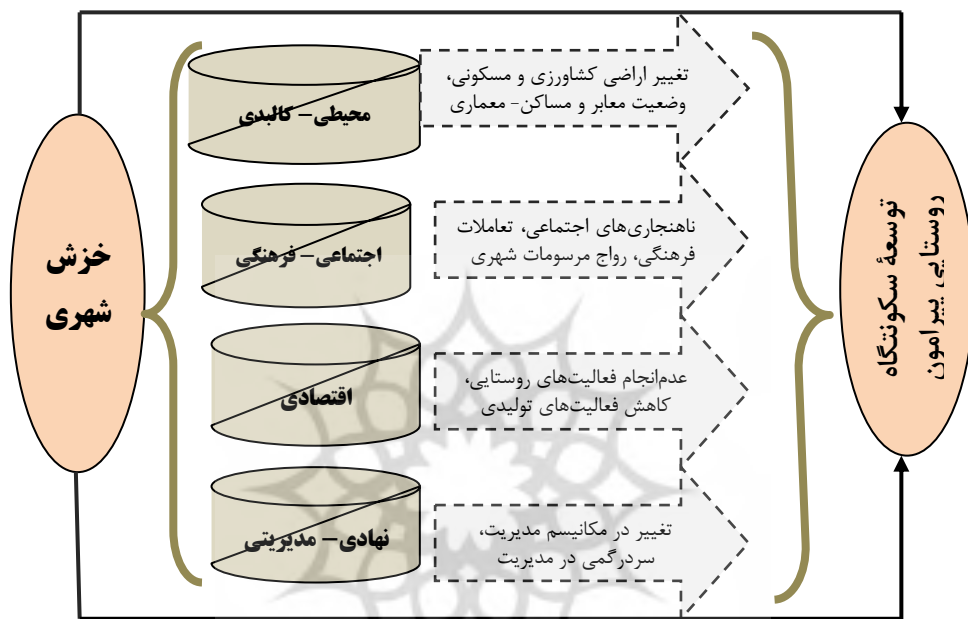 خزش
شهری
محیطی- کالبدی
تغییر اراضی کشاورزی و مسکونی،
وضعیت معابر و مساکن- معماری
اجتماعی- فرهنگی
ناهنجاری‌های اجتماعی، تعاملات
فرهنگی، رواج مرسومات شهری
اقتصادی
عدم‌انجام فعالیت‌های روستایی،
کاهش فعالیت‌های تولیدی
نهادی- مدیریتی
تغییر در مکانیسم مدیریت،
سردرگمی در مدیریت
توسعۀ سکونتگاه
روستایی پیرامون